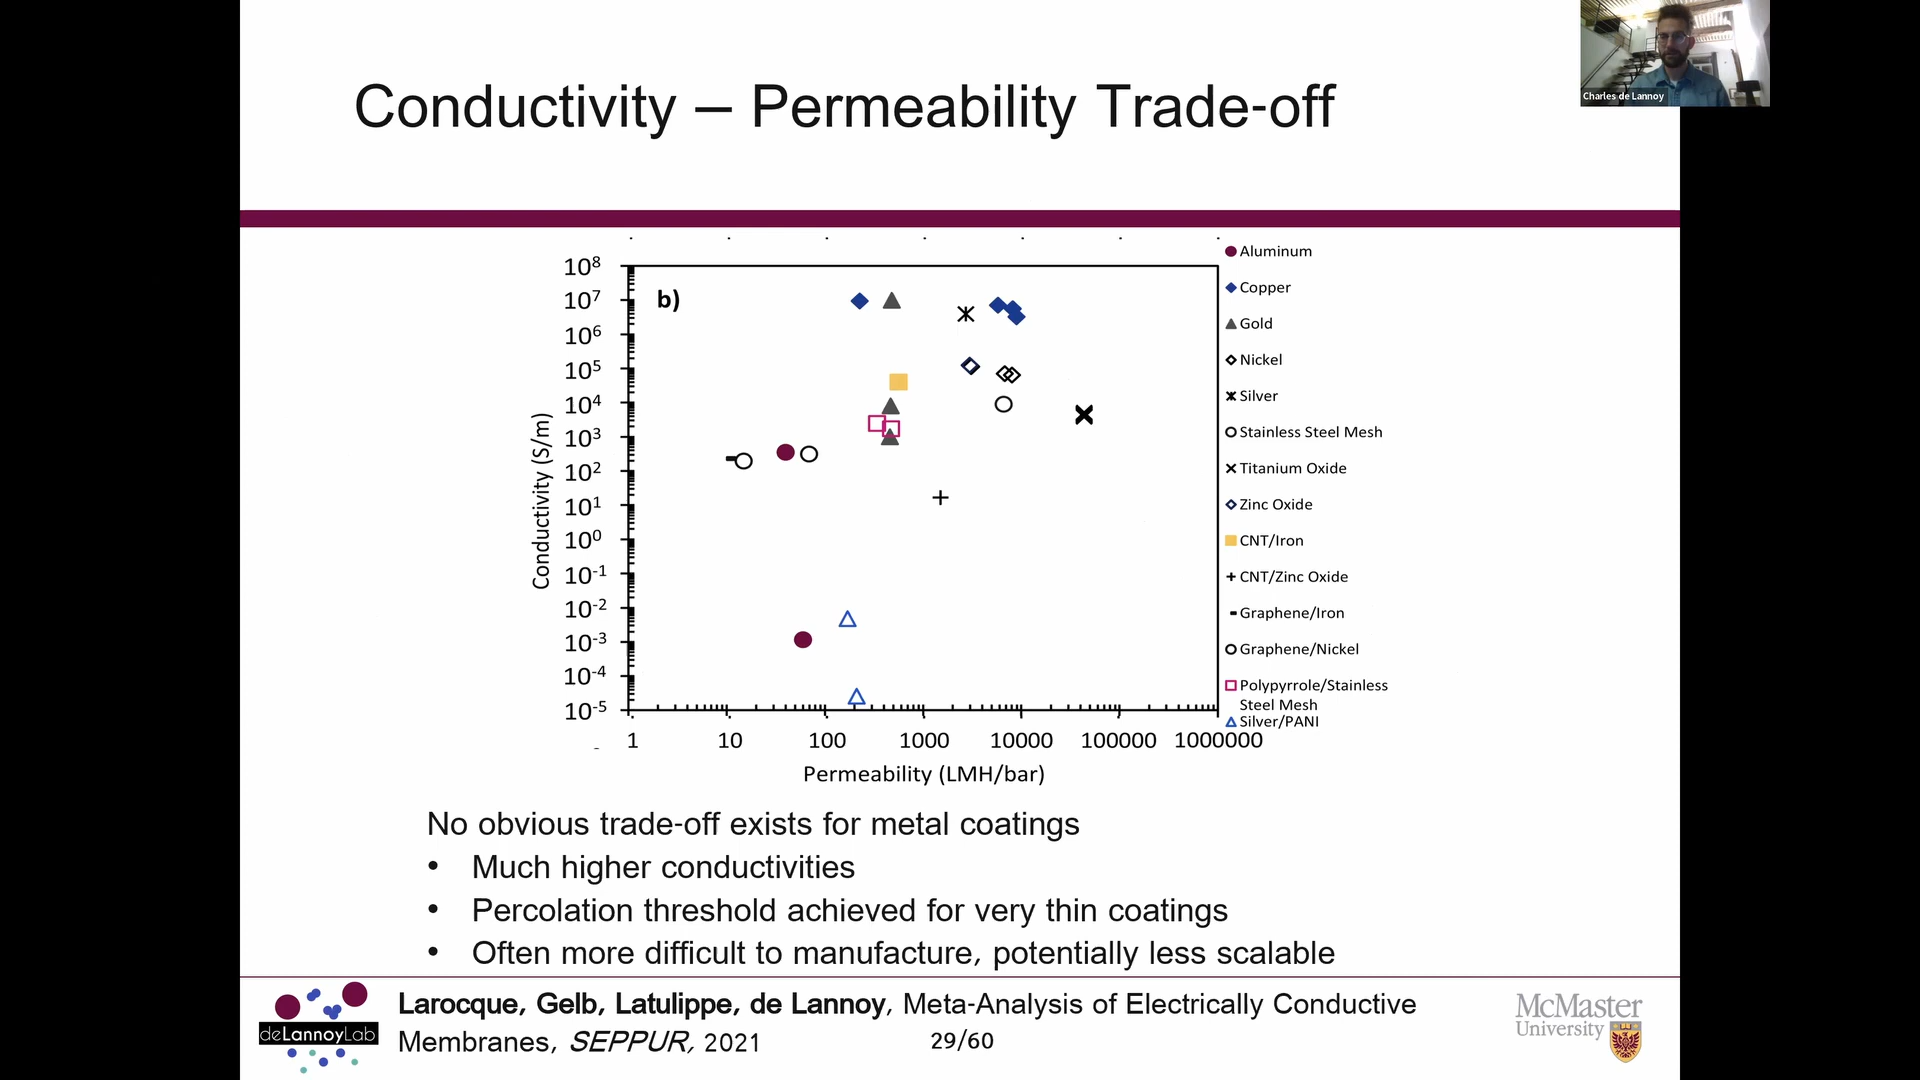 Conductivity – Permeability Trade-off
Charles de Lannoy
b)
10⁸
10⁷
10⁶
10⁵
10⁴
10³
10²
10¹
10⁰
10⁻¹
10⁻²
10⁻³
10⁻⁴
10⁻⁵
Conductivity (S/m)
1 10 100 1000 10000 100000 1000000
Permeability (LMH/bar)
Aluminum
Copper
Gold
Nickel
Silver
Stainless Steel Mesh
Titanium Oxide
Zinc Oxide
CNT/Iron
CNT/Zinc Oxide
Graphene/Iron
Graphene/Nickel
Polypyrrole/Stainless
Steel Mesh
Silver/PANI
No obvious trade-off exists for metal coatings
• Much higher conductivities
• Percolation threshold achieved for very thin coatings
• Often more difficult to manufacture, potentially less scalable
deLannoyLab
Larocque, Gelb, Latulippe, de Lannoy, Meta-Analysis of Electrically Conductive
Membranes, SEPPUR, 2021
29/60
McMaster
University